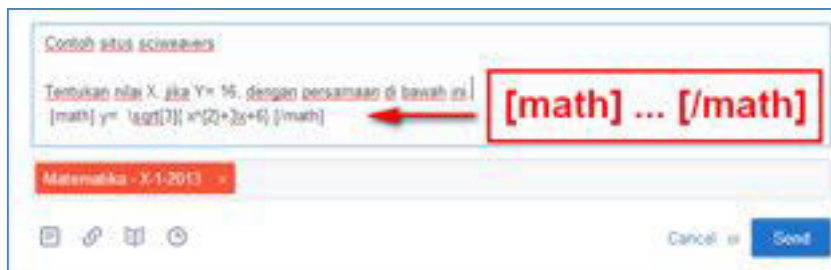 Contoh situs sciweavers
Tentukan nilai X, jika Y= 16, dengan persamaan di bawah ini
[math] y= \sqrt[3]{ x^{2}+3x+6} [/math]
[math] ... [/math]
Matematika - X-1-2013 ×
Cancel or Send